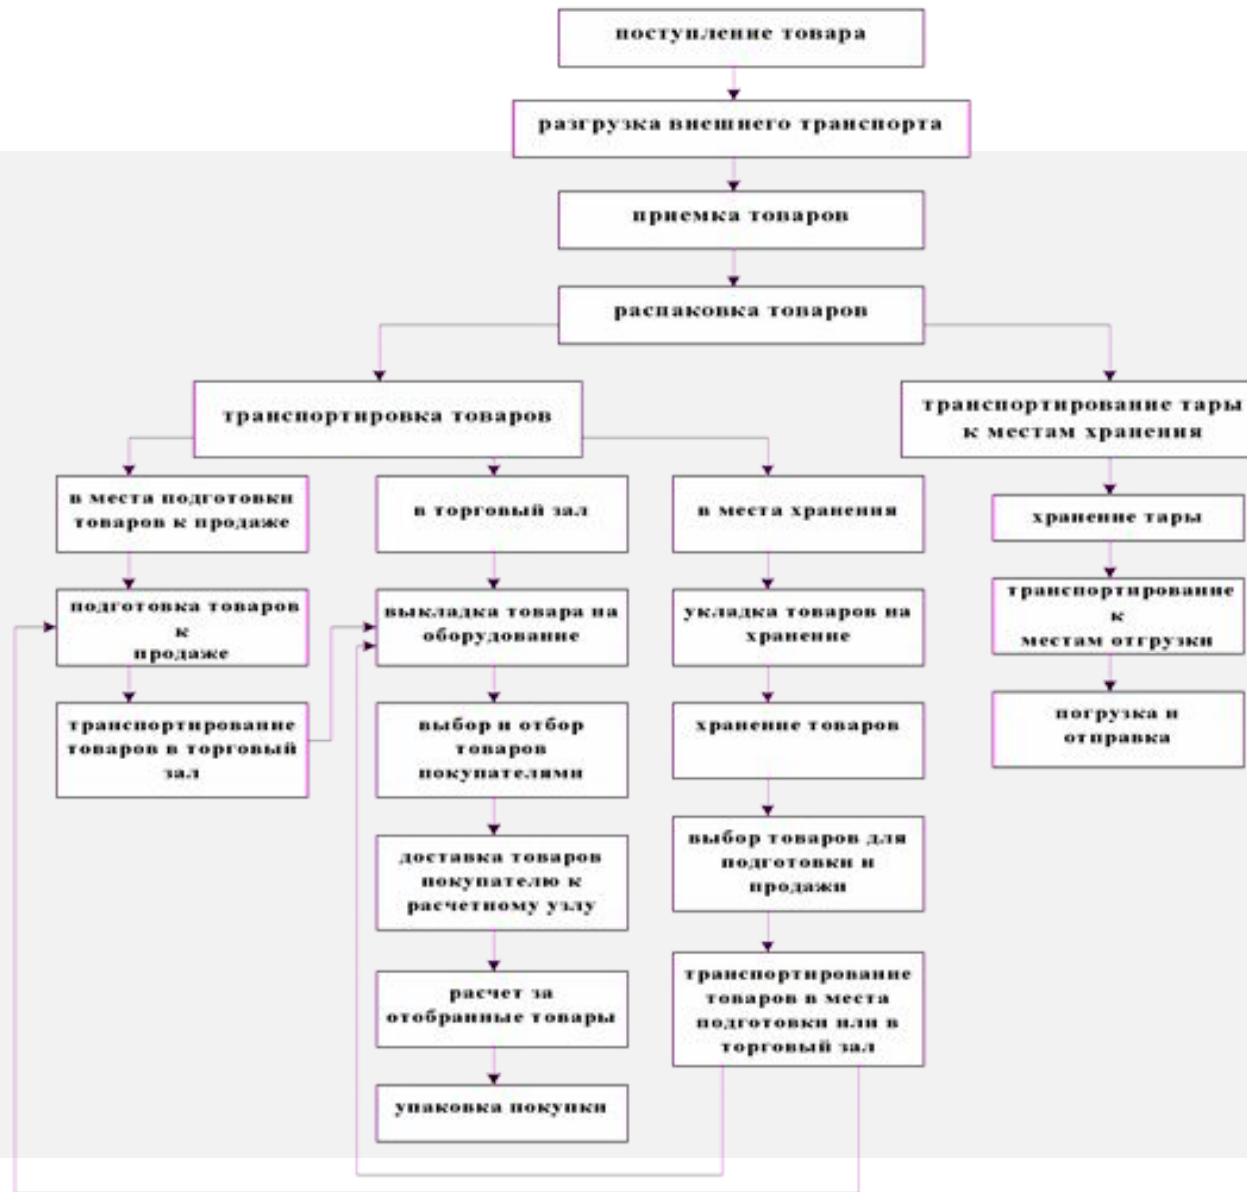 поступление товара
разгрузка внешнего транспорта
приемка товаров
распаковка товаров
транспортировка товаров
транспортирование тары
к местам хранения
в места подготовки
товаров к продаже
в торговый зал
в места хранения
хранение тары
подготовка товаров
к
продаже
выкладка товара на
оборудование
укладка товаров на
хранение
транспортирование
к
местам отгрузки
транспортирование
товаров в торговый
зал
выбор и отбор
товаров
покупателями
хранение товаров
погрузка и
отправка
доставка товаров
покупателю к
расчетному узлу
выбор товаров для
подготовки и
продажи
расчет за
отобранные товары
транспортирование
товаров в места
подготовки или в
торговый зал
упаковка покупки